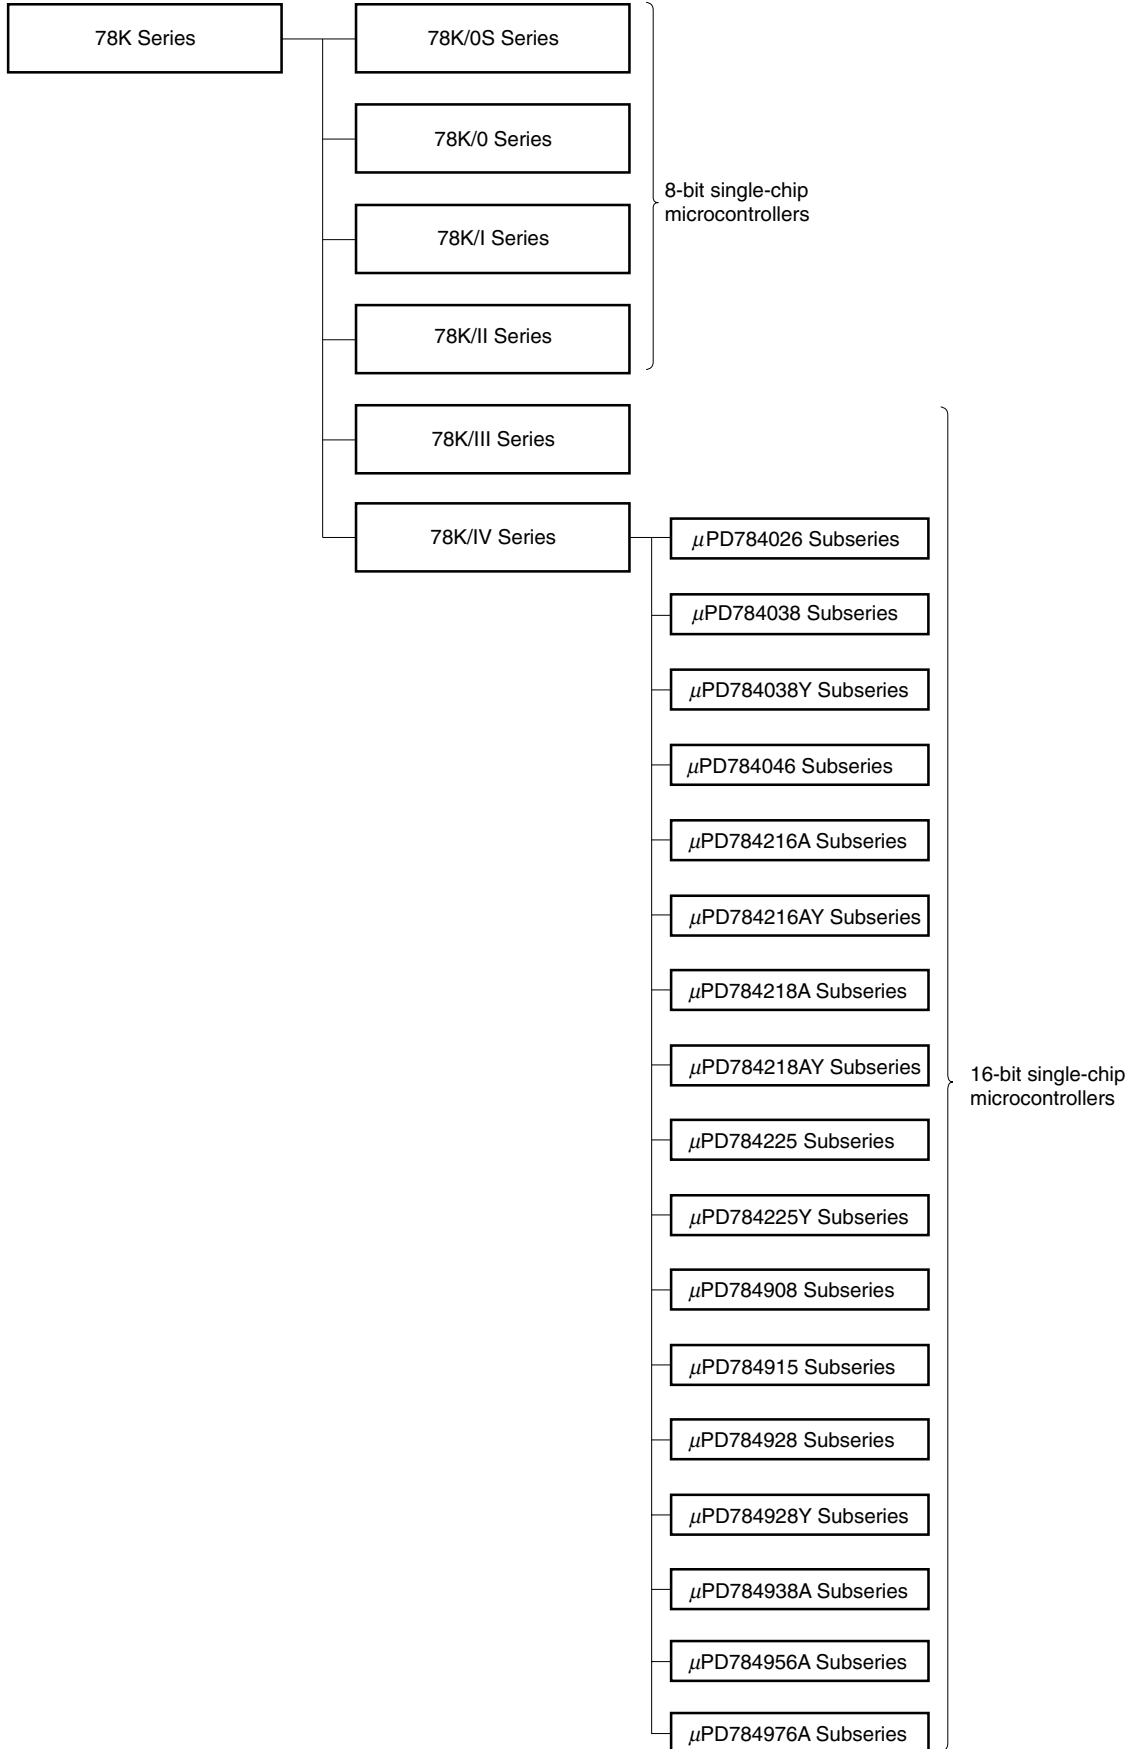 78K Series
78K/0S Series
78K/0 Series
78K/I Series
78K/II Series
8-bit single-chip
microcontrollers
78K/III Series
78K/IV Series
μPD784026 Subseries
μPD784038 Subseries
μPD784038Y Subseries
μPD784046 Subseries
μPD784216A Subseries
μPD784216AY Subseries
μPD784218A Subseries
μPD784218AY Subseries
μPD784225 Subseries
μPD784225Y Subseries
μPD784908 Subseries
μPD784915 Subseries
μPD784928 Subseries
μPD784928Y Subseries
μPD784938A Subseries
μPD784956A Subseries
μPD784976A Subseries
16-bit single-chip
microcontrollers